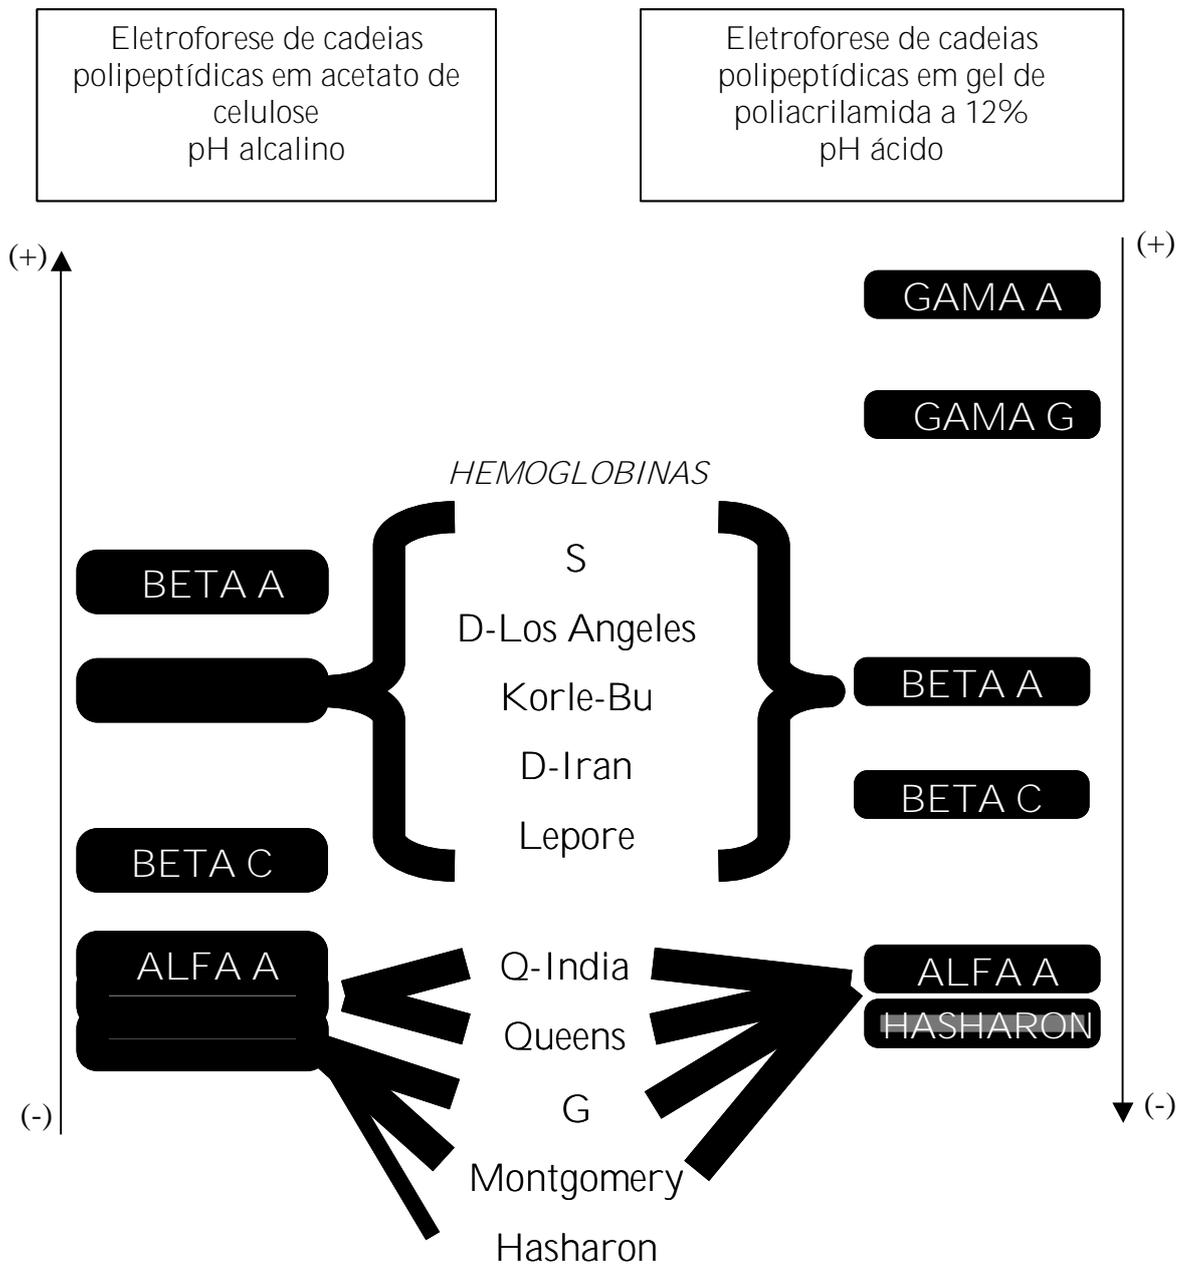 Eletroforese de cadeias
polipeptídicas em acetato de
celulose
pH alcalino
Eletroforese de cadeias
polipeptídicas em gel de
poliacrilamida a 12%
pH ácido
(+)
(+)
GAMA A
GAMA G
HEMOGLOBINAS
S
D-Los Angeles
Korle-Bu
D-Iran
Lepore
BETA A
BETA C
ALFA A
BETA A
BETA C
Q-India
Queens
G
Montgomery
Hasharon
ALFA A
HASHARON
(-)
(-)